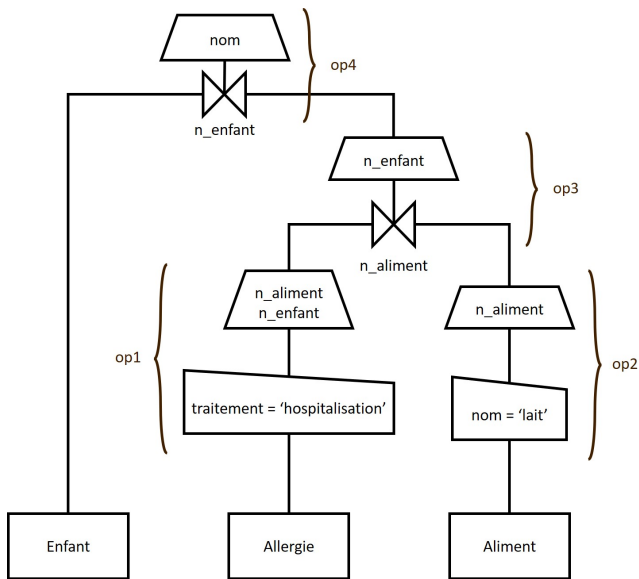 nom
op4
n_enfant
n_enfant
op3
n_aliment
n_aliment
n_enfant
n_aliment
op1
op2
traitement = ‘hospitalisation’
nom = ‘lait’
Enfant
Allergie
Aliment